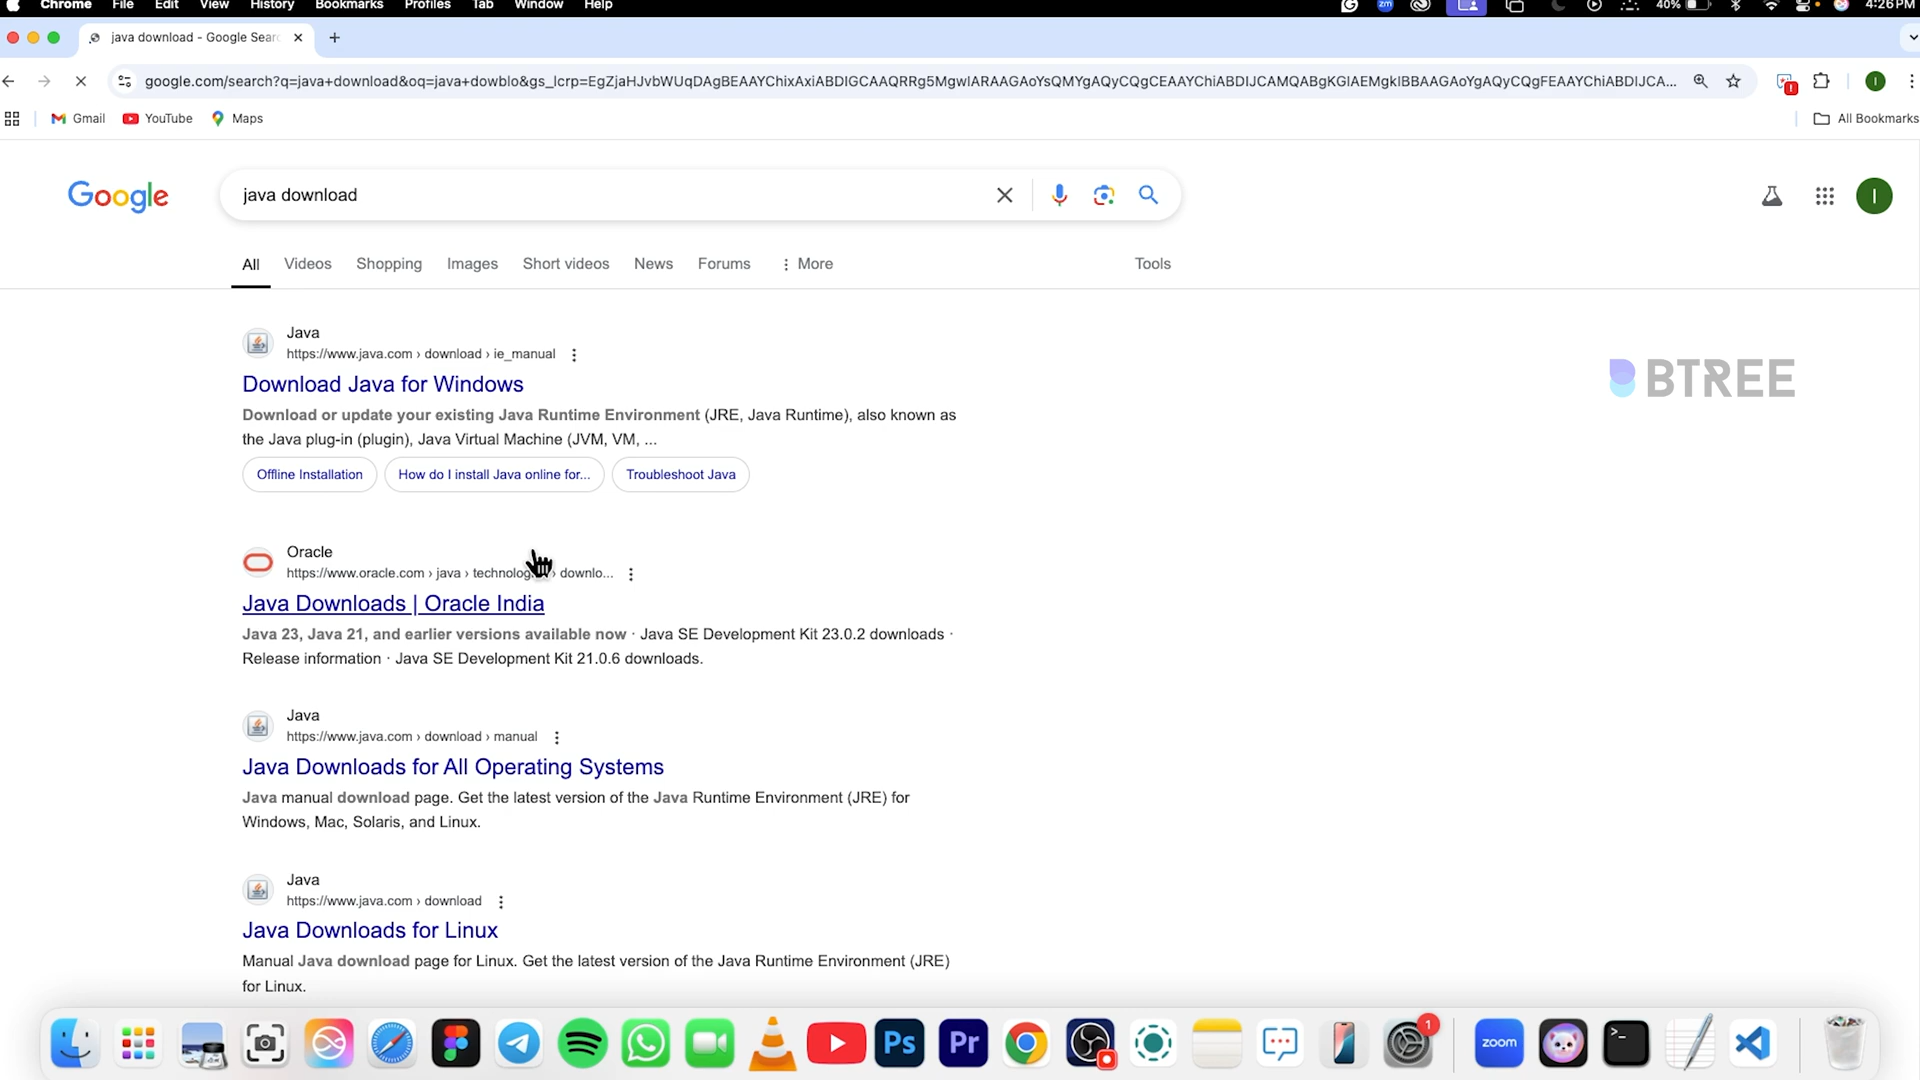 Chrome File Edit View History Bookmarks Profiles Tab Window Help 40% 4:26PM
java download - Google Sear
google.com/search?q=java+download&oq=java+dowblo&gs_lcrp=EgZjaHJvbWUqDAgBEAAYChixAxiABDIGCAAQRRg5MgwIARAAGAoYsQMYgAQyCQgCEAAYChiABDIJCAMQABgKGIAEMgkIBBAAGAoYgAQyCQgFEAAYChiABDIJCA...
Gmail YouTube Maps All Bookmarks
Google java download I
All Videos Shopping Images Short videos News Forums More Tools
Java
https://www.java.com › download › ie_manual
Download Java for Windows
Download or update your existing Java Runtime Environment (JRE, Java Runtime), also known as
the Java plug-in (plugin), Java Virtual Machine (JVM, VM, ...
Offline Installation How do I install Java online for... Troubleshoot Java
BTREE
Oracle
https://www.oracle.com › java › technolog › downlo...
Java Downloads | Oracle India
Java 23, Java 21, and earlier versions available now · Java SE Development Kit 23.0.2 downloads ·
Release information · Java SE Development Kit 21.0.6 downloads.
Java
https://www.java.com › download › manual
Java Downloads for All Operating Systems
Java manual download page. Get the latest version of the Java Runtime Environment (JRE) for
Windows, Mac, Solaris, and Linux.
Java
https://www.java.com › download
Java Downloads for Linux
Manual Java download page for Linux. Get the latest version of the Java Runtime Environment (JRE)
for Linux.
Ps Pr 1 zoom